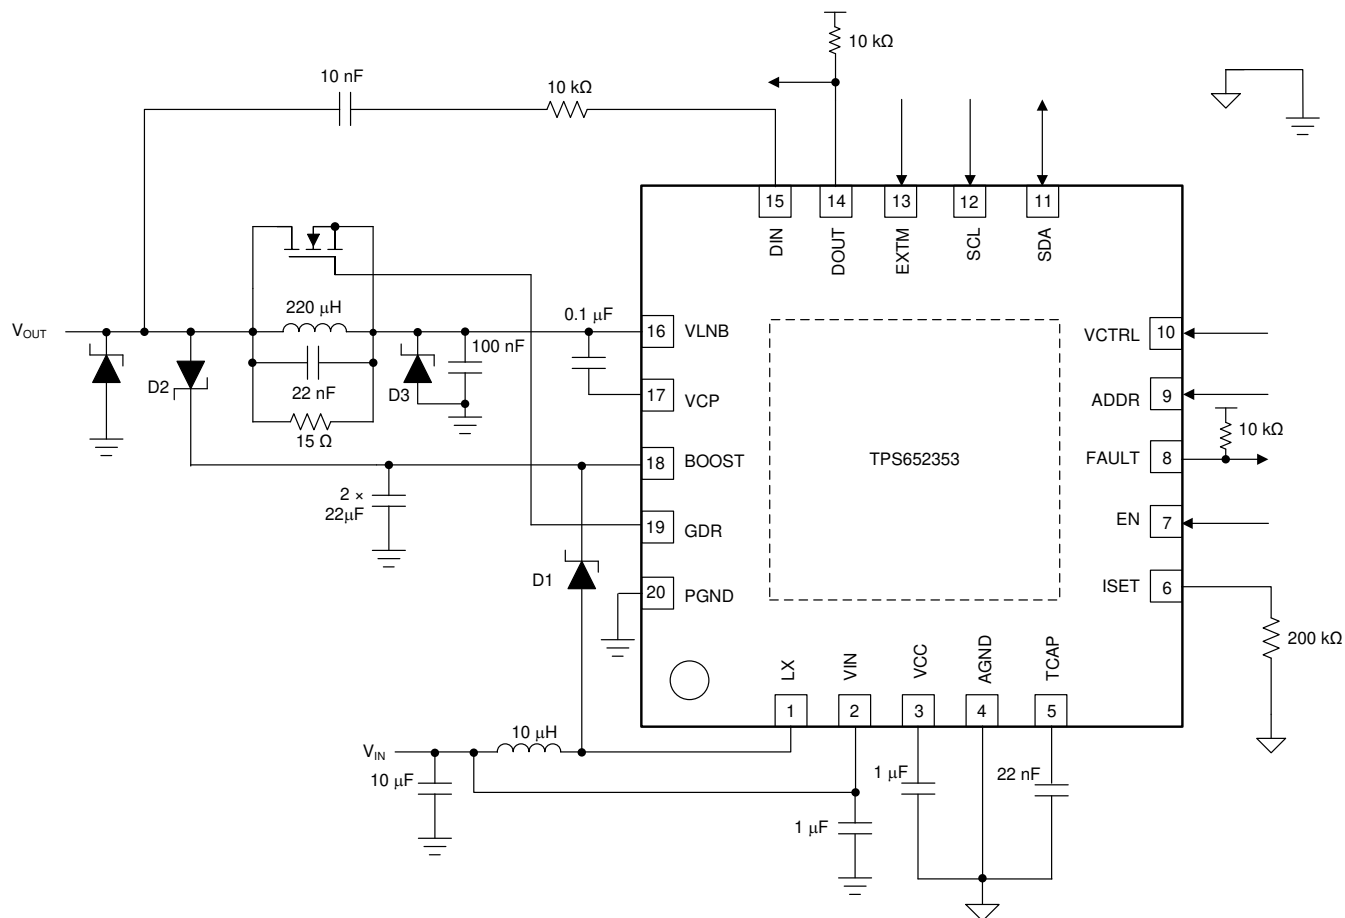 10 kΩ
10 nF
10 kΩ
15
14
13
12
11
DIN
DOUT
EXTM
SCL
SDA
220 μH
0.1 μF
V_OUT
16
VLNB
VCTRL
10
100 nF
D2
22 nF
D3
17
VCP
ADDR
9
15 Ω
10 kΩ
18
BOOST
TPS652353
FAULT
8
2 ×
22μF
19
GDR
EN
7
D1
20
PGND
ISET
6
200 kΩ
LX
VIN
VCC
AGND
TCAP
1
2
3
4
5
10 μH
V_IN
10 μF
1 μF
22 nF
1 μF